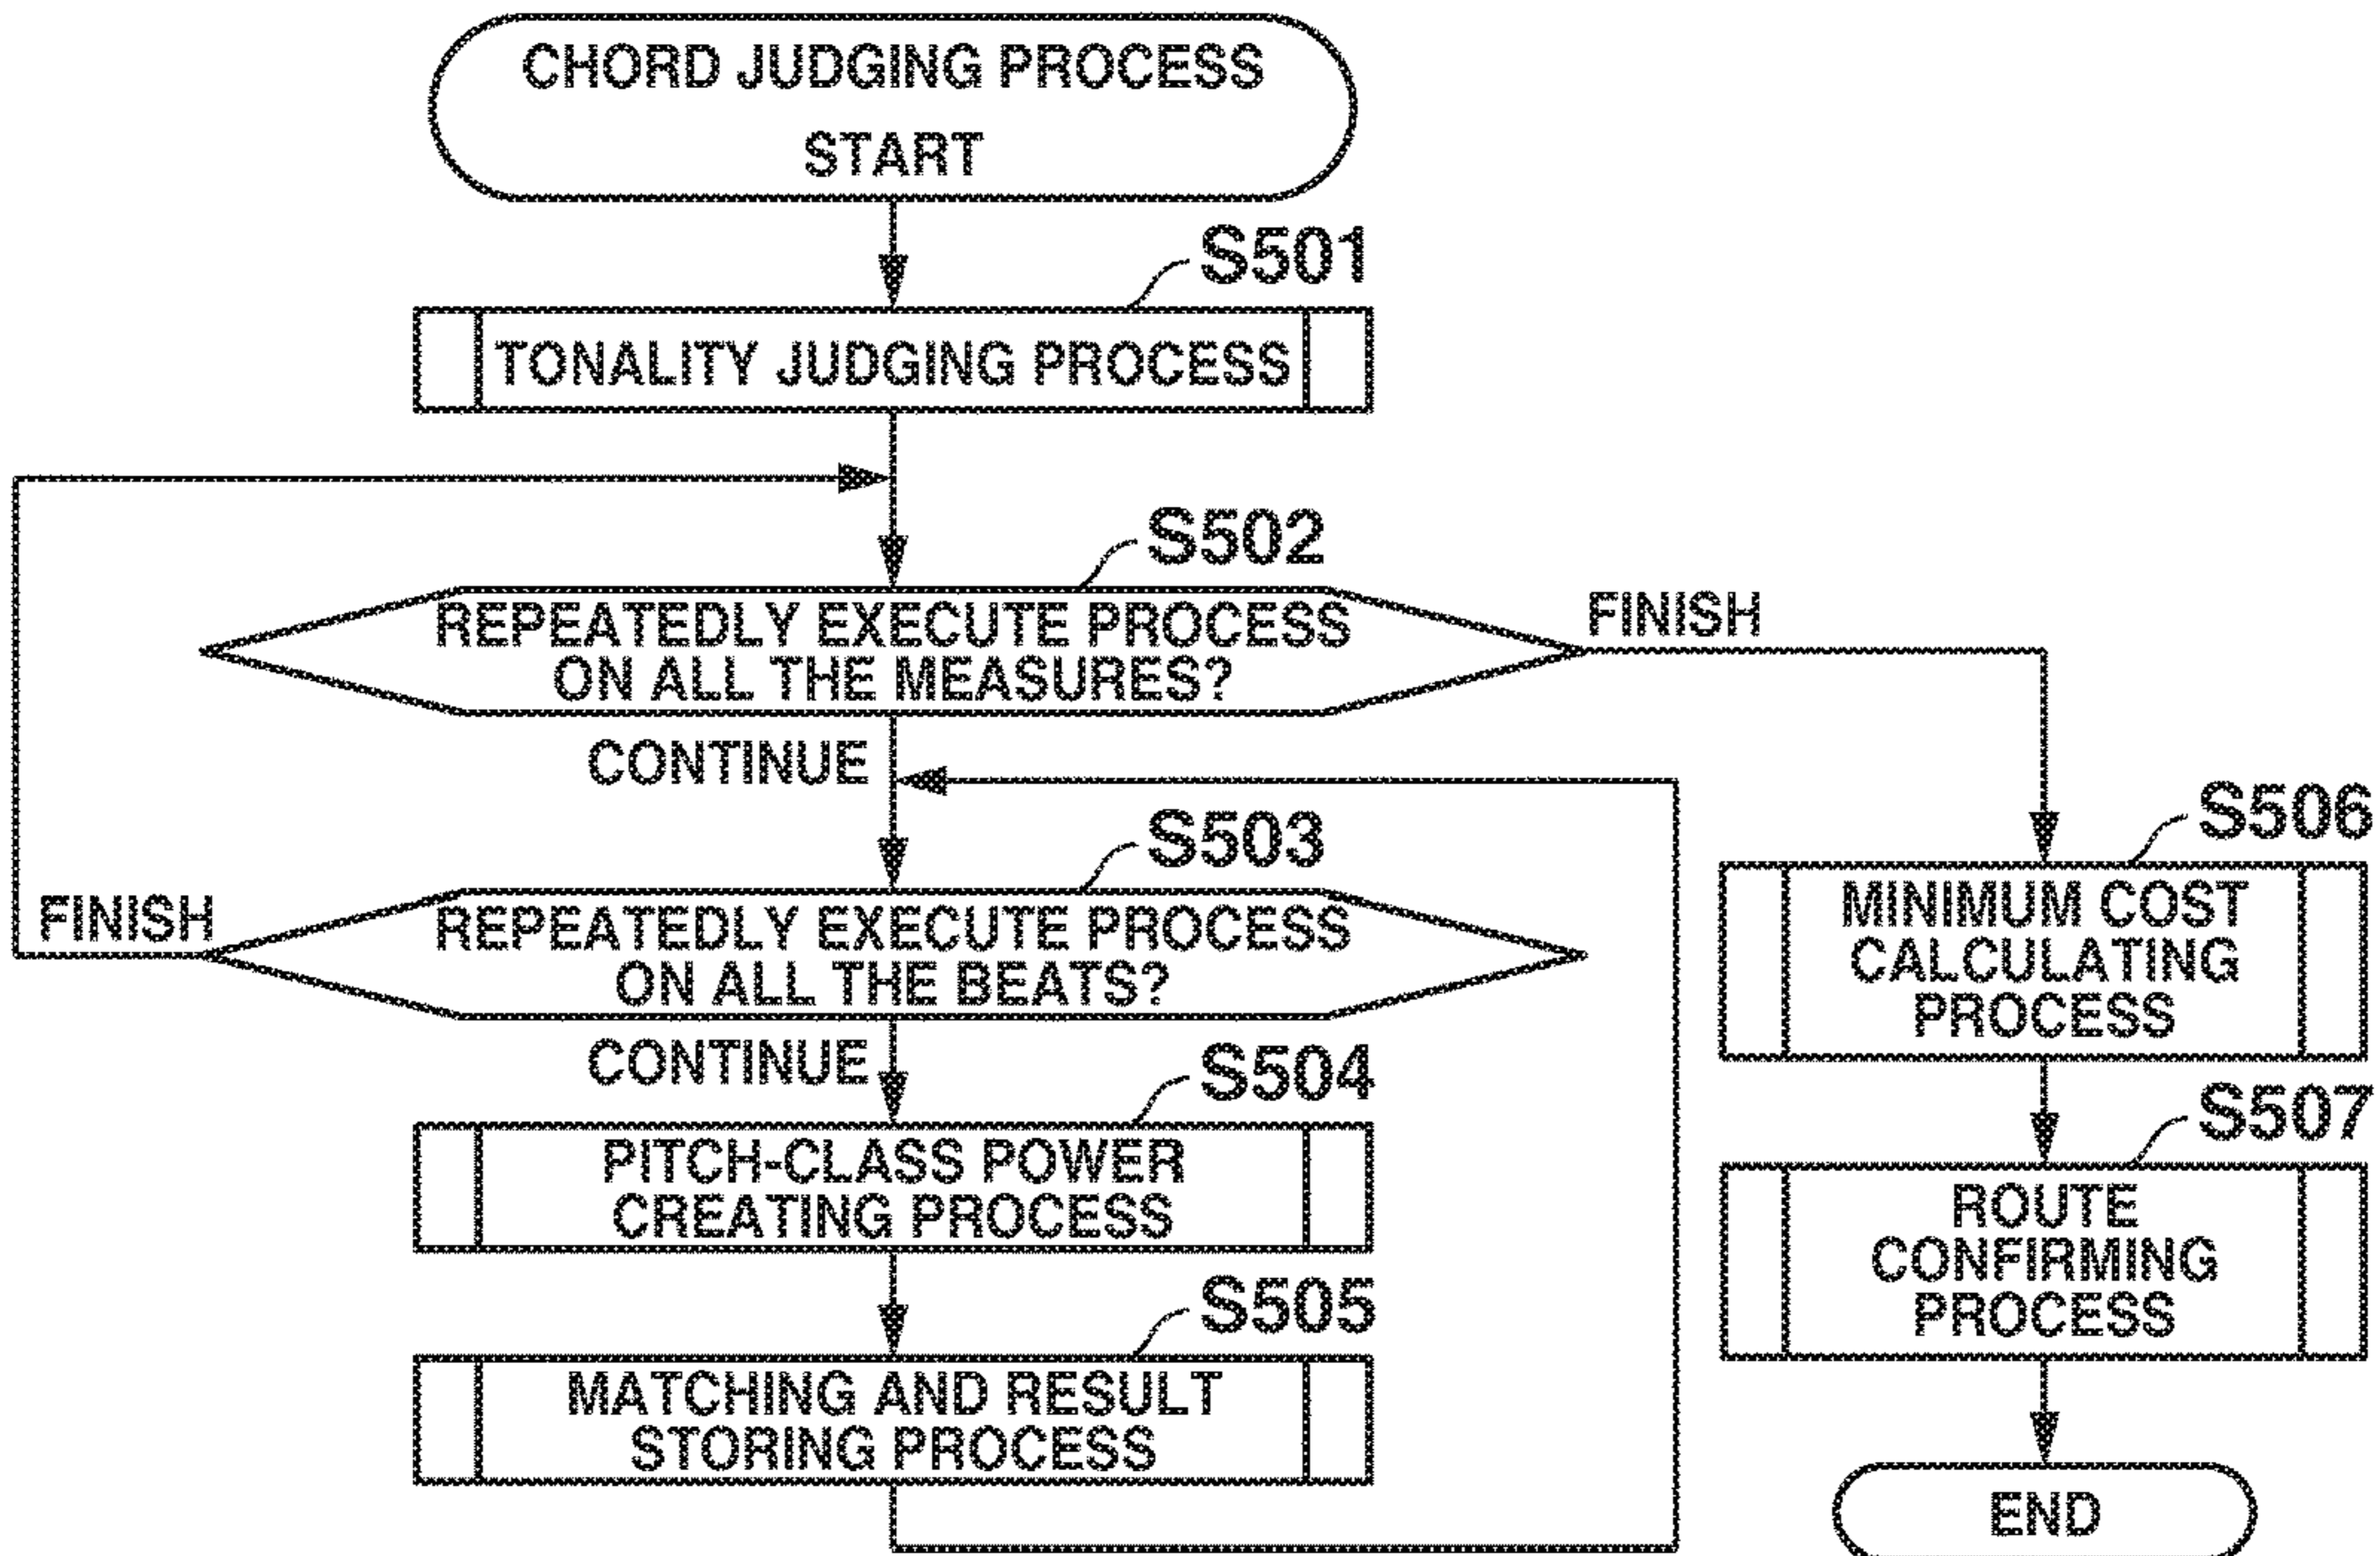 CHORD JUDGING PROCESS
START
S501
TONALITY JUDGING PROCESS
S502
REPEATEDLY EXECUTE PROCESS
ON ALL THE MEASURES?
FINISH
CONTINUE
S503
REPEATEDLY EXECUTE PROCESS
ON ALL THE BEATS?
FINISH
CONTINUE
S504
PITCH-CLASS POWER
CREATING PROCESS
S505
MATCHING AND RESULT
STORING PROCESS
S506
MINIMUM COST
CALCULATING
PROCESS
S507
ROUTE
CONFIRMING
PROCESS
END